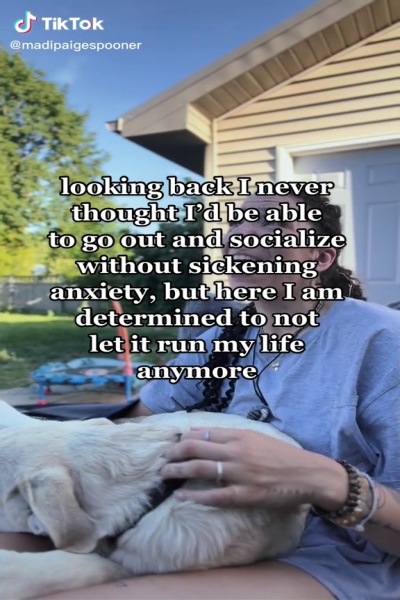 TikTok
@madipaigespooner
looking back I never
thought I'd be able
to go out and socialize
without sickening
anxiety, but here I am
determined to not
let it run my life
anymore